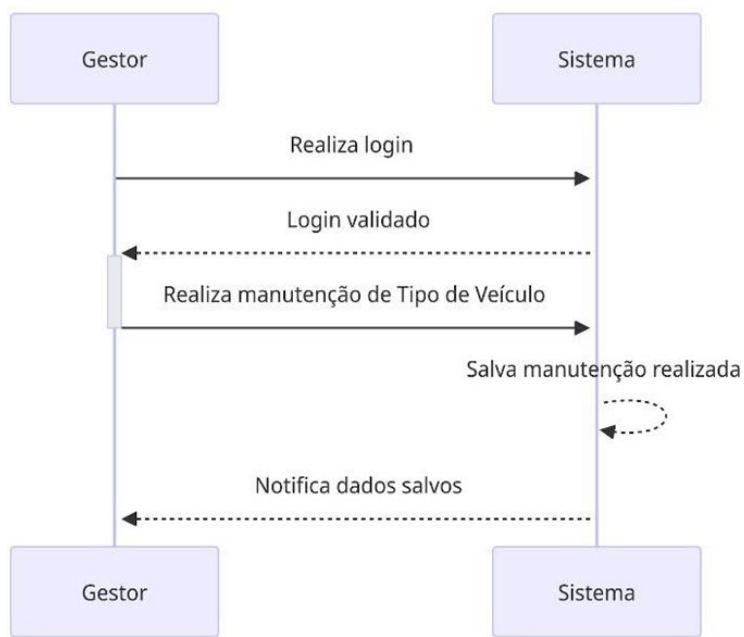 Gestor
Sistema
Realiza login
Login validado
Realiza manutenção de Tipo de Veículo
Salva manutenção realizada
Notifica dados salvos
Gestor
Sistema